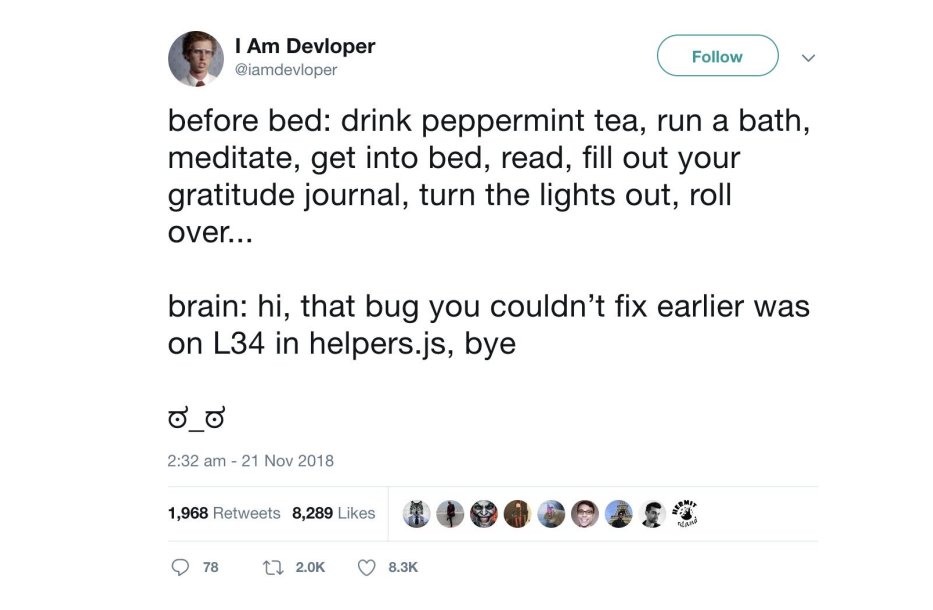 I Am Devloper
@iamdevloper
Follow
before bed: drink peppermint tea, run a bath,
meditate, get into bed, read, fill out your
gratitude journal, turn the lights out, roll
over...
brain: hi, that bug you couldn’t fix earlier was
on L34 in helpers.js, bye
ಠ_ಠ
2:32 am - 21 Nov 2018
1,968 Retweets 8,289 Likes
HERMIT
78 2.0K 8.3K